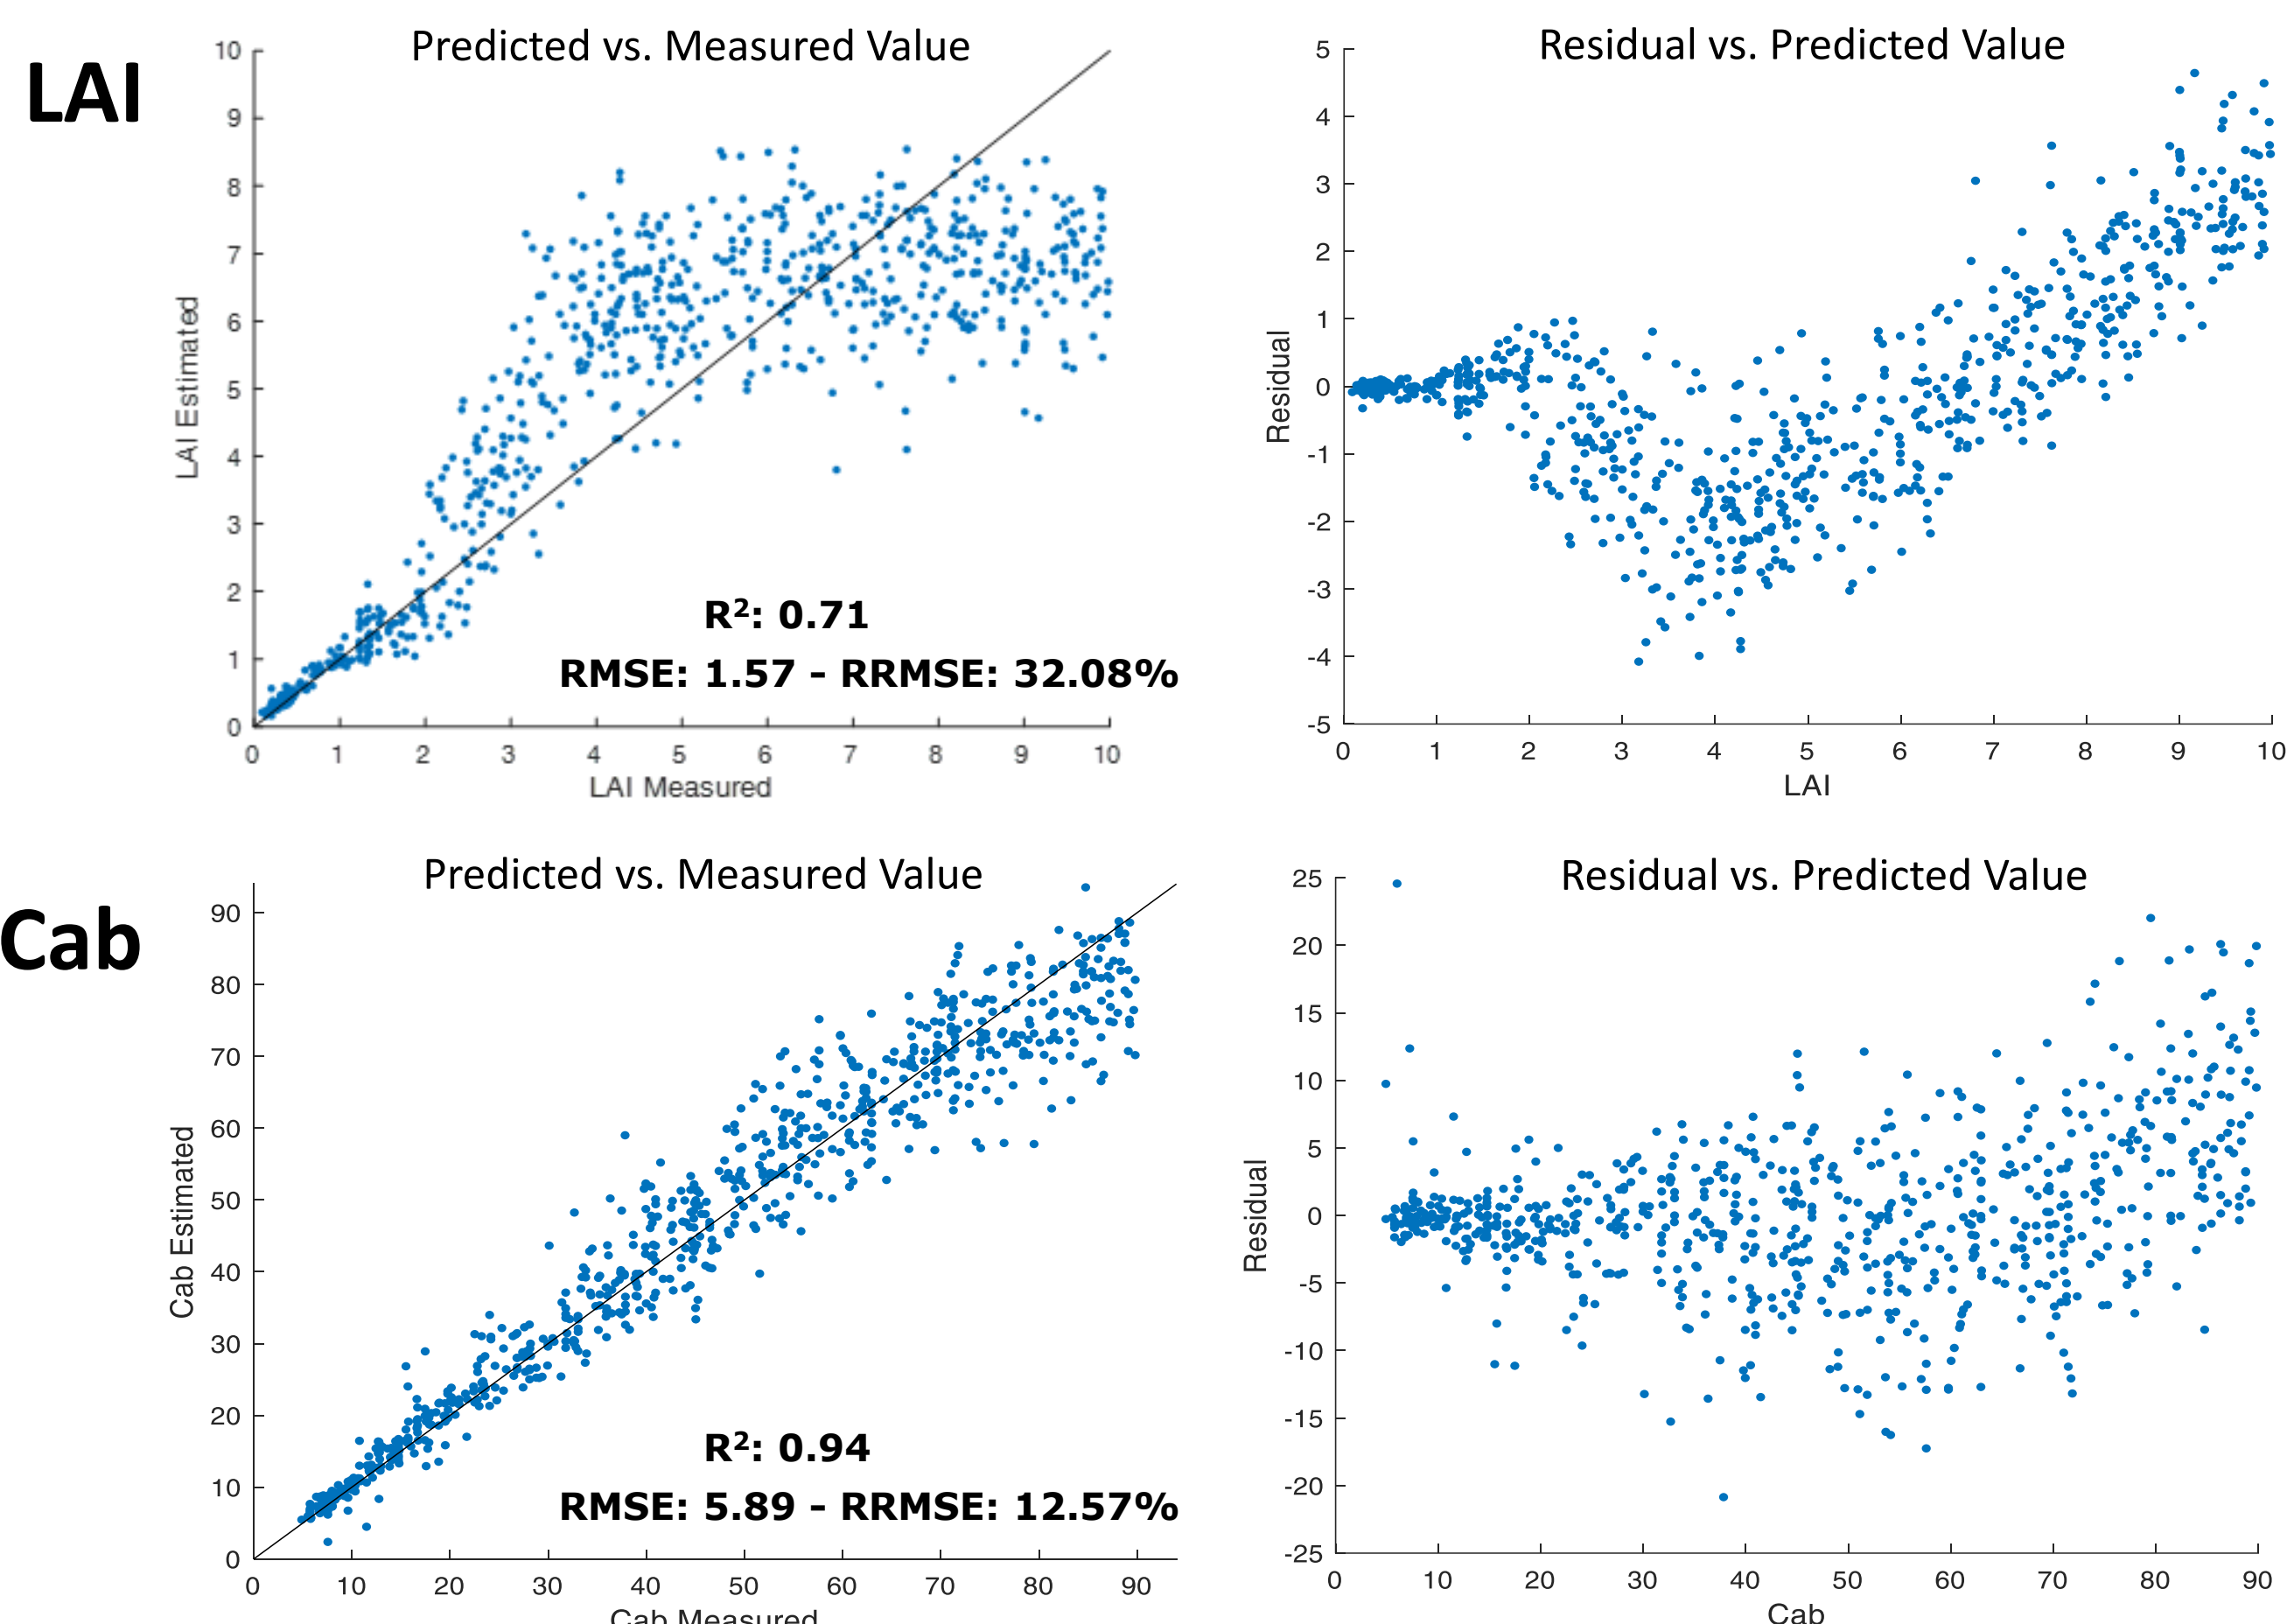 LAI
Predicted vs. Measured Value
10
9
8
7
6
5
4
3
2
1
0
LAI Estimated
R²: 0.71
RMSE: 1.57 - RRMSE: 32.08%
0 1 2 3 4 5 6 7 8 9 10
LAI Measured
Residual vs. Predicted Value
5
4
3
2
1
0
-1
-2
-3
-4
-5
Residual
0 1 2 3 4 5 6 7 8 9 10
LAI
Cab
Predicted vs. Measured Value
90
80
70
60
50
40
30
20
10
0
Cab Estimated
R²: 0.94
RMSE: 5.89 - RRMSE: 12.57%
0 10 20 30 40 50 60 70 80 90
Cab Measured
Residual vs. Predicted Value
25
20
15
10
5
0
-5
-10
-15
-20
-25
Residual
0 10 20 30 40 50 60 70 80 90
Cab